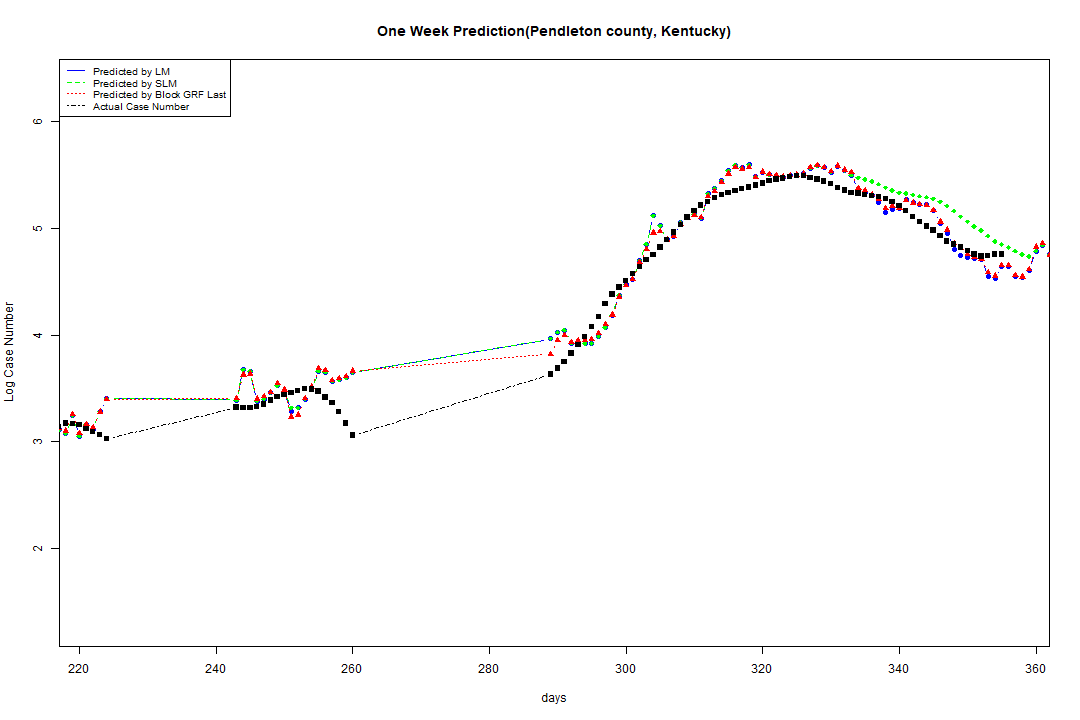 One Week Prediction(Pendleton county, Kentucky)
Predicted by LM
Predicted by SLM
Predicted by Block GRF Last
Actual Case Number
6
5
4
3
2
Log Case Number
220 240 260 280 300 320 340 360
days